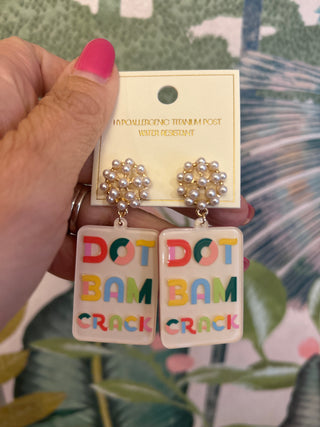 HYPOALLERGENIC TITANIUM POST
WATER RESISTANT
DOT
BAM
CRACK
DOT
BAM
CRACK